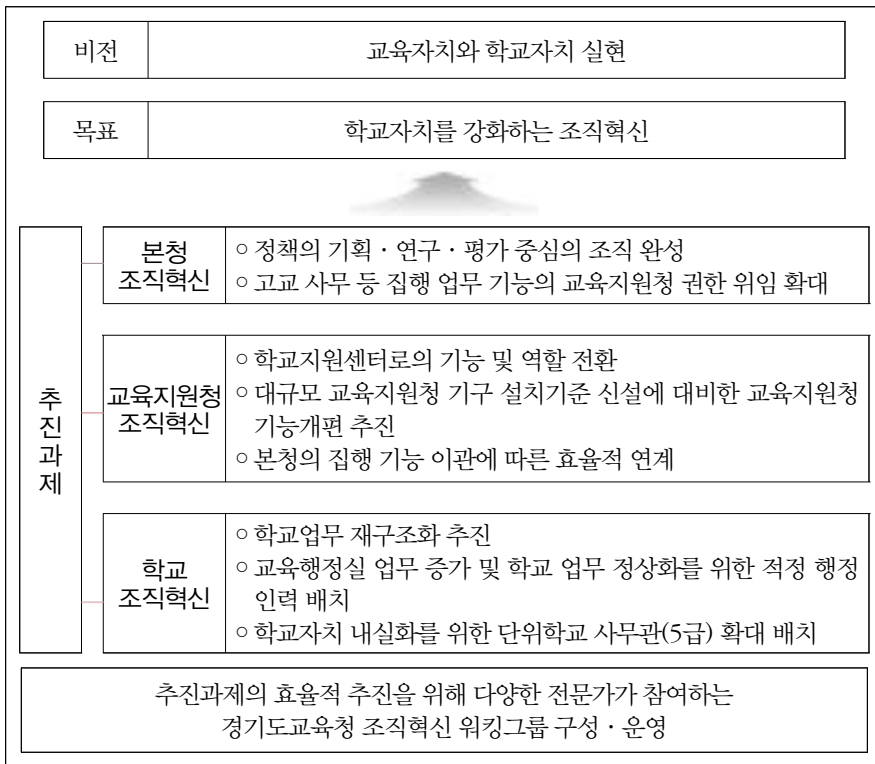 비전 교육자치와 학교자치 실현
목표 학교자치를 강화하는 조직혁신
추진과제
본청
조직혁신
○ 정책의 기획·연구·평가 중심의 조직 완성
○ 고교 사무 등 집행 업무 기능의 교육지원청 권한 위임 확대
교육지원청
조직혁신
○ 학교지원센터로의 기능 및 역할 전환
○ 대규모 교육지원청 기구 설치기준 신설에 대비한 교육지원청
기능개편 추진
○ 본청의 집행 기능 이관에 따른 효율적 연계
학교
조직혁신
○ 학교업무 재구조화 추진
○ 교육행정실 업무 증가 및 학교 업무 정상화를 위한 적정 행정
인력 배치
○ 학교자치 내실화를 위한 단위학교 사무관(5급) 확대 배치
추진과제의 효율적 추진을 위해 다양한 전문가가 참여하는
경기도교육청 조직혁신 워킹그룹 구성·운영